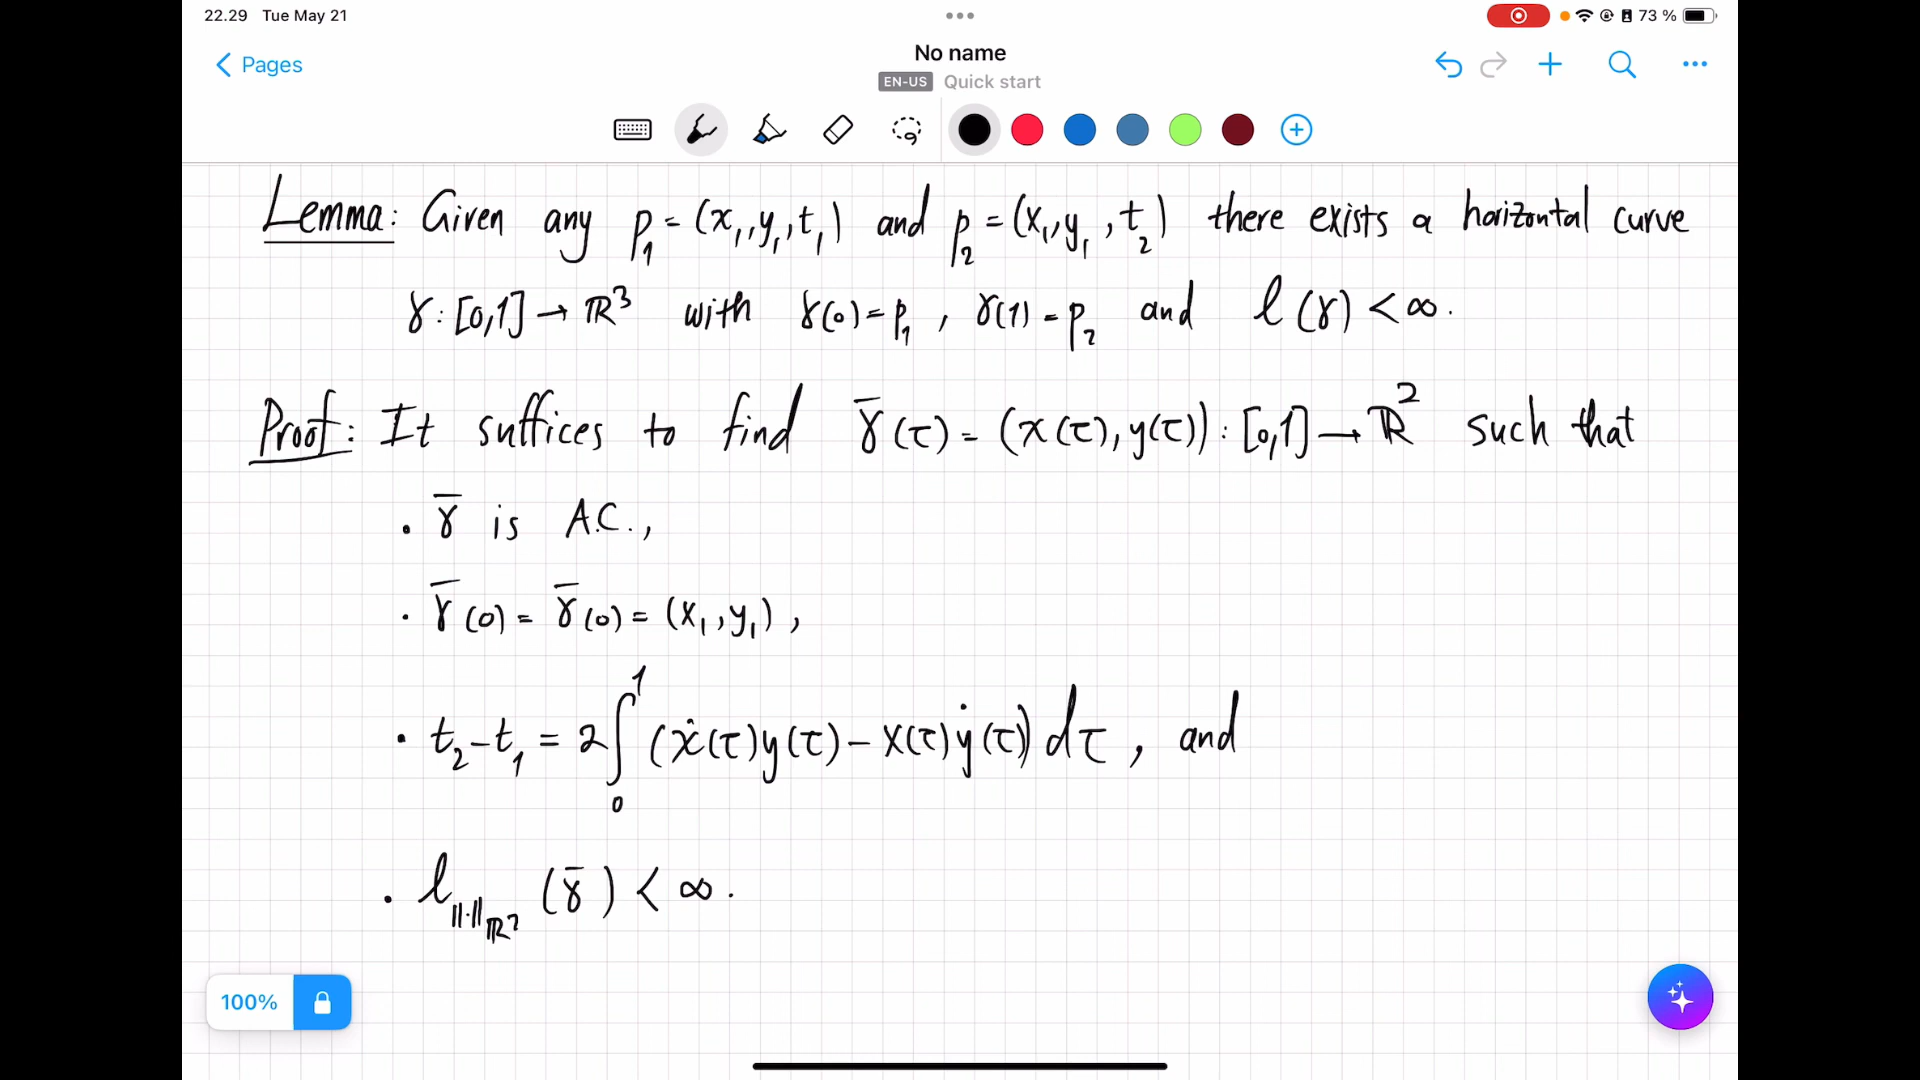 22.29 Tue May 21
73 %
No name
Pages
EN-US Quick start
Lemma: Given any p₁ = (x₁, y₁, t₁) and p₂ = (x₁, y₁, t₂) there exists a horizontal curve
γ: [0,1] → ℝ³ with γ(0) = p₁, γ(1) = p₂ and l(γ) < ∞.
Proof: It suffices to find γ̄(τ) = (x(τ), y(τ)): [0,1] → ℝ² such that
• γ̄ is A.C.,
• γ̄(0) = γ̄(0) = (x₁, y₁),
• t₂ - t₁ = 2∫₀¹ (ẋ(τ)y(τ) - x(τ)ẏ(τ)) dτ, and
• l_{‖·‖_{ℝ²}} (γ̄) < ∞.
100%